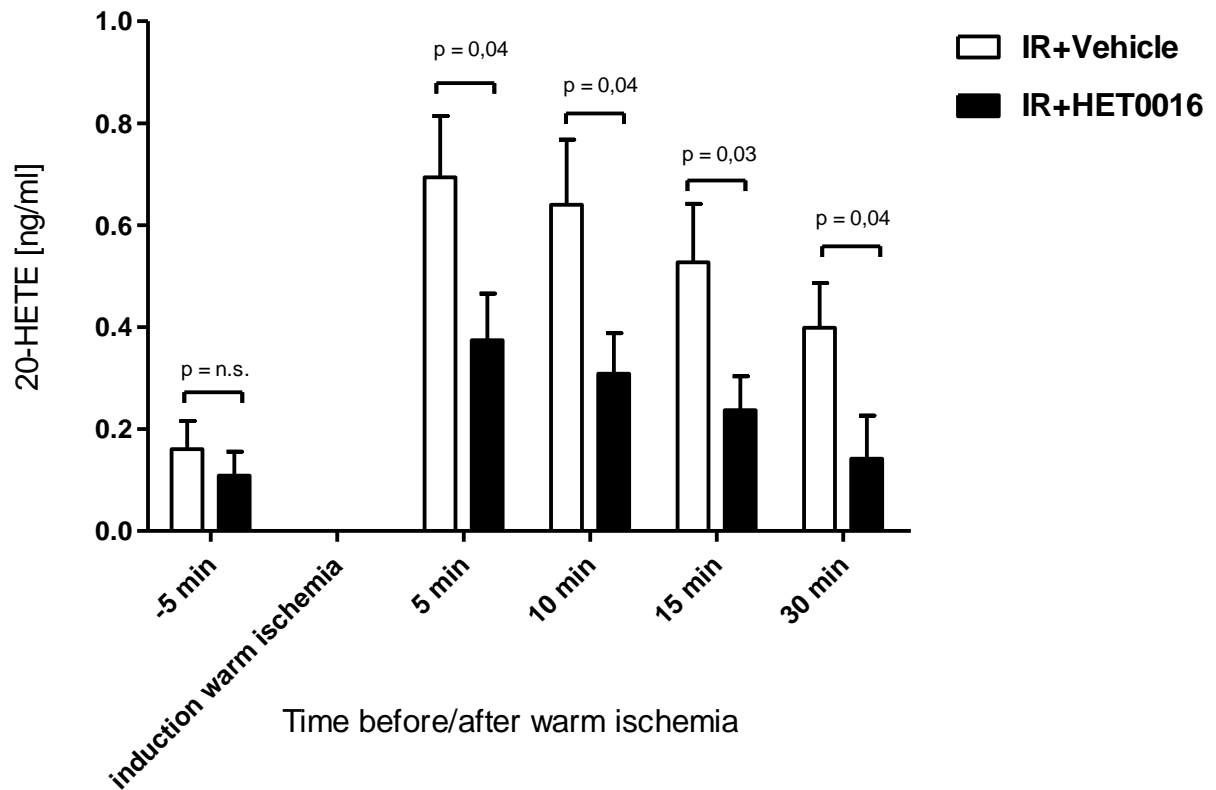 1.0
0.8
0.6
0.4
0.2
0.0
20-HETE [ng/ml]
p = n.s.
p = 0,04
p = 0,04
p = 0,03
p = 0,04
IR+Vehicle
IR+HET0016
-5 min
induction warm ischemia
5 min
10 min
15 min
30 min
Time before/after warm ischemia